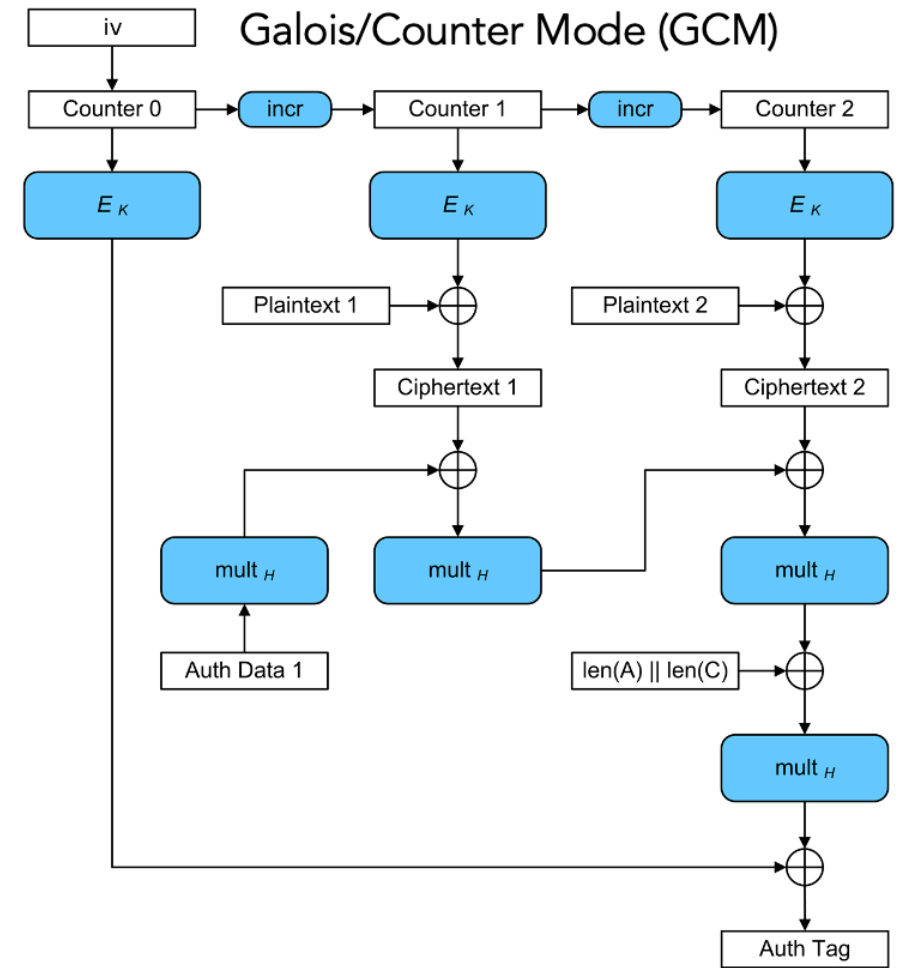 iv
Galois/Counter Mode (GCM)
Counter 0
incr
Counter 1
incr
Counter 2
E K
E K
E K
Plaintext 1
Plaintext 2
Ciphertext 1
Ciphertext 2
mult H
mult H
mult H
Auth Data 1
len(A) || len(C)
mult H
Auth Tag